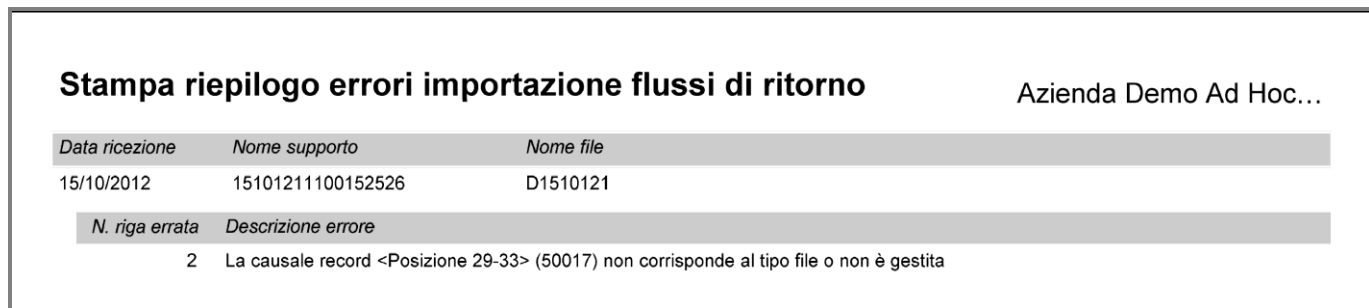 Stampa riepilogo errori importazione flussi di ritorno
Azienda Demo Ad Hoc...
Data ricezione Nome supporto Nome file
15/10/2012 15101211100152526 D1510121
N. riga errata Descrizione errore
2 La causale record <Posizione 29-33> (50017) non corrisponde al tipo file o non è gestita